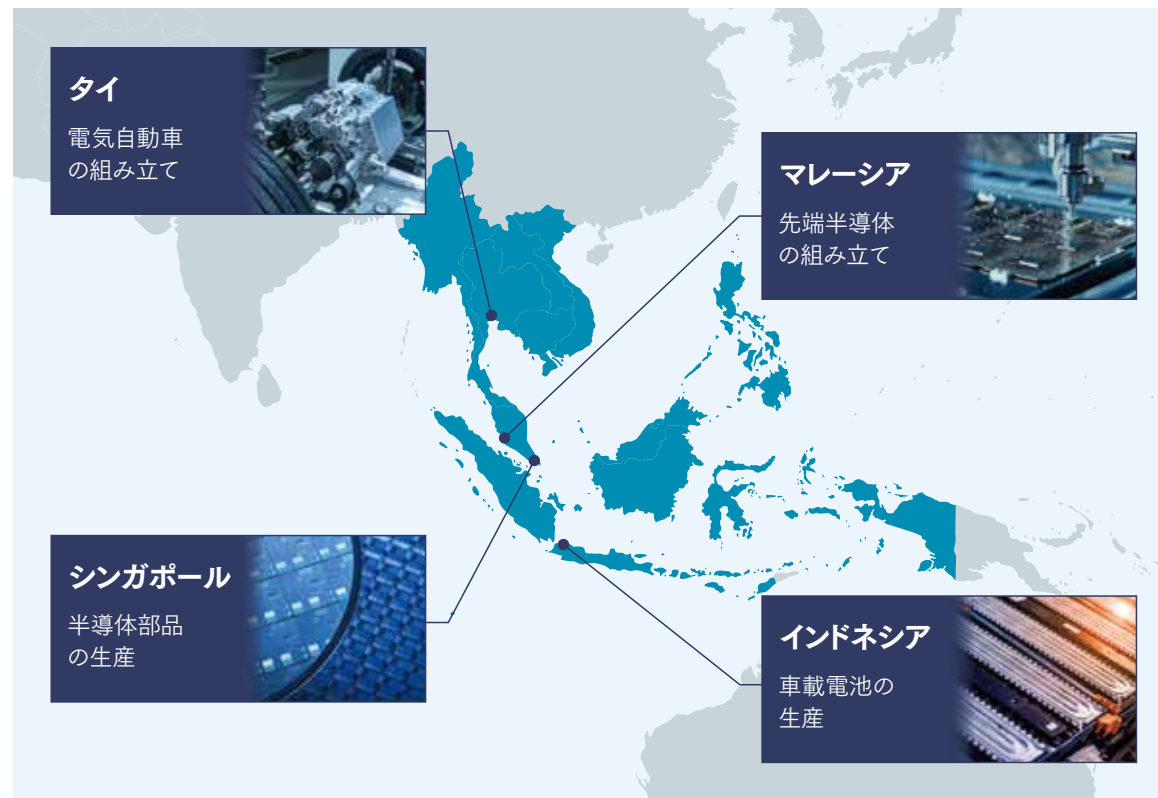 タイ
電気自動車
の組み立て
マレーシア
先端半導体
の組み立て
シンガポール
半導体部品
の生産
インドネシア
車載電池の
生産